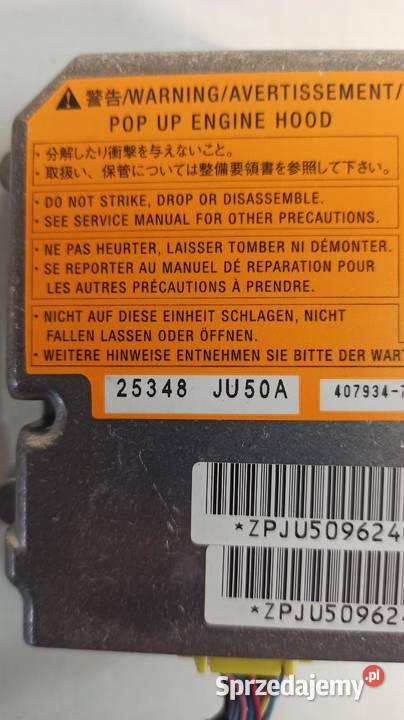 警告/WARNING/AVERTISSEMENT/
POP UP ENGINE HOOD
・分解したり衝撃を与えないこと。
・取扱い、保管については整備要領書を参照して下さい。
・DO NOT STRIKE, DROP OR DISASSEMBLE.
・SEE SERVICE MANUAL FOR OTHER PRECAUTIONS.
・NE PAS HEURTER, LAISSER TOMBER NI DÉMONTER.
・SE REPORTER AU MANUEL DÉ REPARATION POUR
LES AUTRES PRÉCAUTIONS À PRENDRE.
・NICHT AUF DIESE EINHEIT SCHLAGEN, NICHT
FALLEN LASSEN ODER ÖFFNEN.
・WEITERE HINWEISE ENTNEHMEN SIE BITTE DER WAR
25348 JU50A
407934-
*ZPJU509624
*ZPJU509624
Sprzedajemy.pl